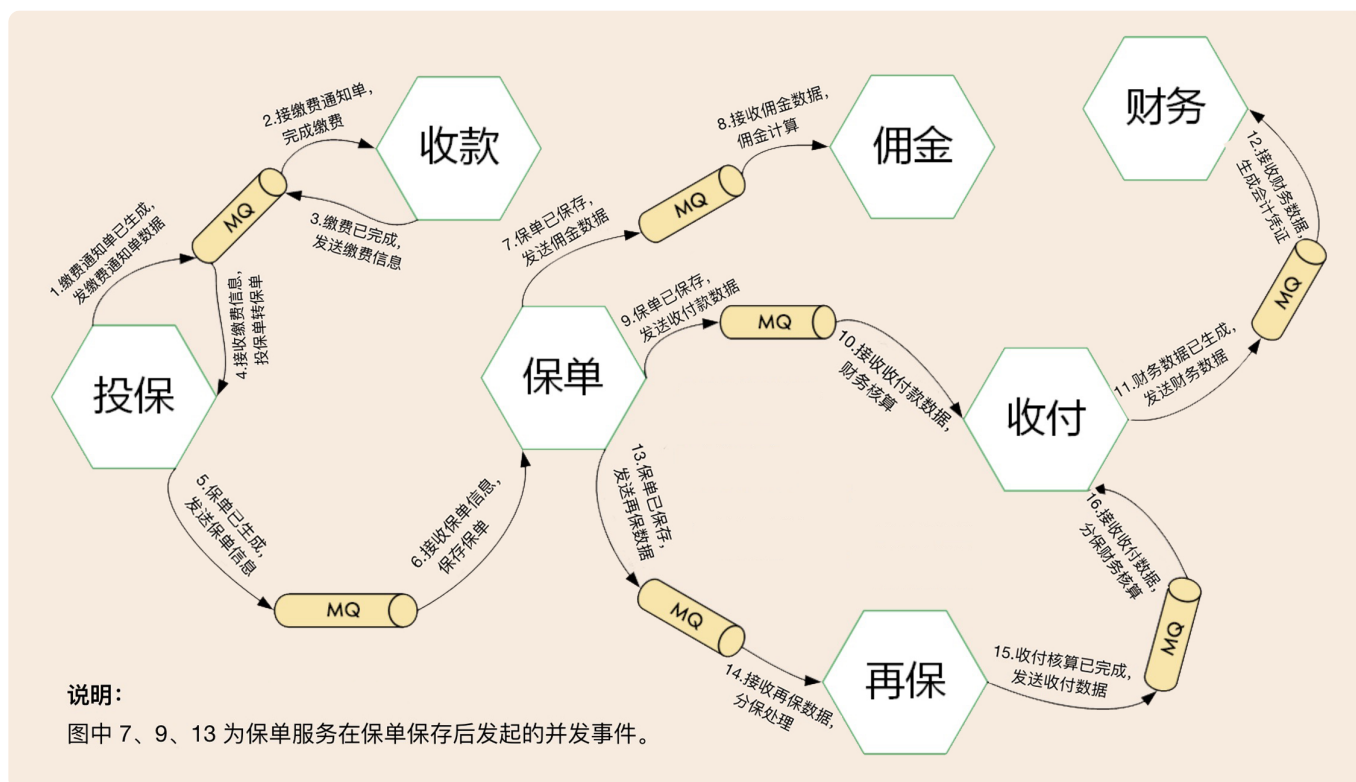 2.接缴费通知单,
完成缴费
收款
MQ
3.缴费已完成,
发送缴费信息
1.缴费通知单已生成,
发缴费通知单数据
4.接收缴费信息,
投保单转保单
投保
5.保单已生成,
发送保单信息
MQ
6.接收保单信息,
保存保单
保单
7.保单已保存,
发送佣金数据
MQ
8.接收佣金数据,
佣金计算
佣金
9.保单已保存,
发送收付款数据
MQ
10.接收收付款数据,
财务核算
收付
11.财务数据已生成,
发送财务数据
MQ
12.接收财务数据,
生成会计凭证
财务
13.保单已保存,
发送再保数据
MQ
14.接收再保数据,
分保处理
再保
15.收付核算已完成,
发送收付数据
MQ
16.接收收付数据,
分保财务核算
说明:
图中 7、9、13 为保单服务在保单保存后发起的并发事件。